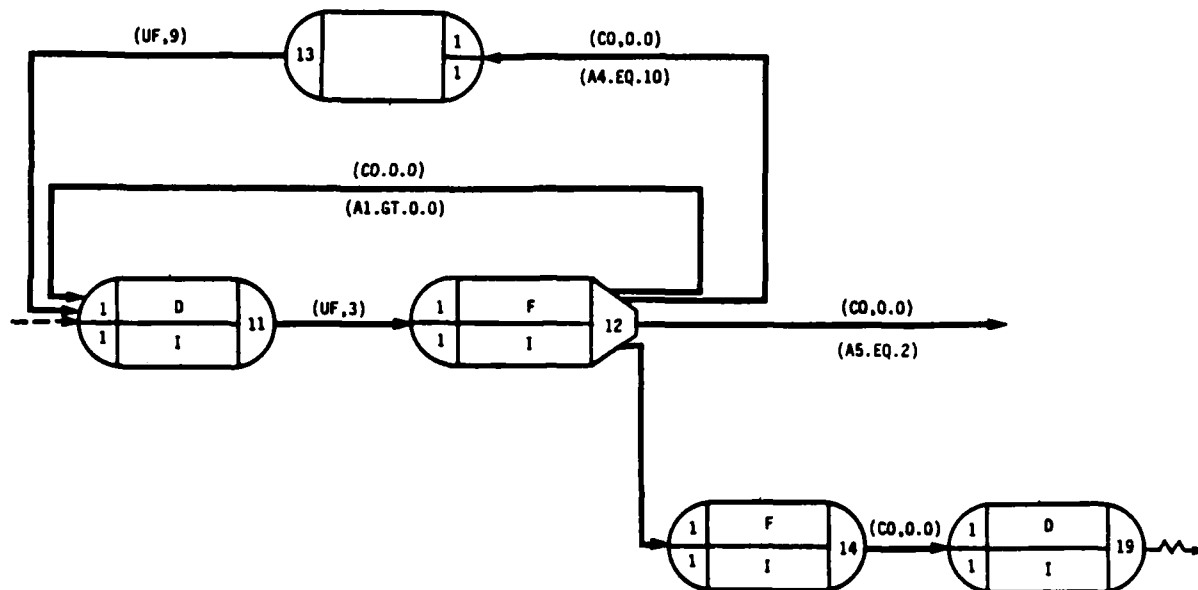 (UF,9)
13
1
1
(CO,0.0)
(A4.EQ.10)
(CO.0.0)
(A1.GT.0.0)
1
1
D
I
11
(UF,3)
1
1
F
I
12
(CO,0.0)
(A5.EQ.2)
1
1
F
I
14
(CO,0.0)
1
1
D
I
19